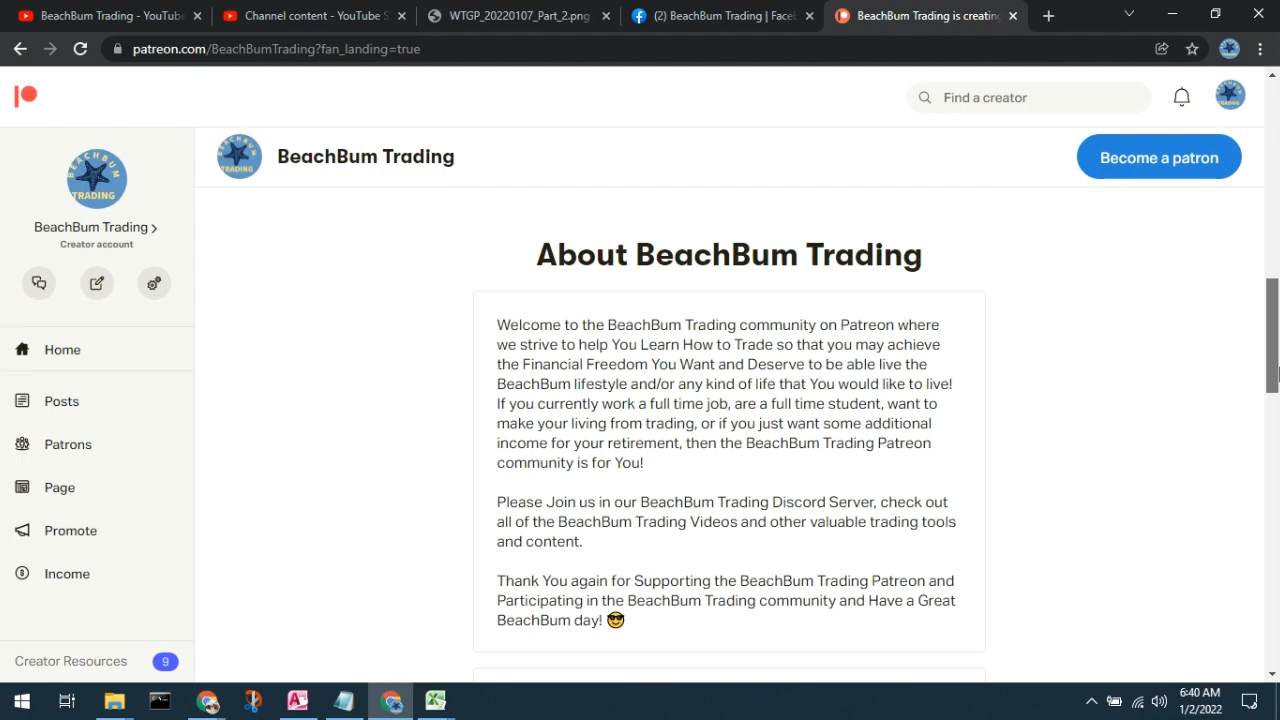 BeachBum Trading - YouTube
Channel content - YouTube S
WTGP_20220107_Part_2.png
(2) BeachBum Trading | Faceb
BeachBum Trading is creating
patreon.com/BeachBumTrading?fan_landing=true
Find a creator
BEACHBUM
TRADING
BeachBum Trading
Become a patron
BEACHBUM
TRADING
BeachBum Trading
Creator account
Home
Posts
Patrons
Page
Promote
Income
Creator Resources 9
About BeachBum Trading
Welcome to the BeachBum Trading community on Patreon where
we strive to help You Learn How to Trade so that you may achieve
the Financial Freedom You Want and Deserve to be able live the
BeachBum lifestyle and/or any kind of life that You would like to live!
If you currently work a full time job, are a full time student, want to
make your living from trading, or if you just want some additional
income for your retirement, then the BeachBum Trading Patreon
community is for You!
Please Join us in our BeachBum Trading Discord Server, check out
all of the BeachBum Trading Videos and other valuable trading tools
and content.
Thank You again for Supporting the BeachBum Trading Patreon and
Participating in the BeachBum Trading community and Have a Great
BeachBum day! 😎
6:40 AM
1/2/2022